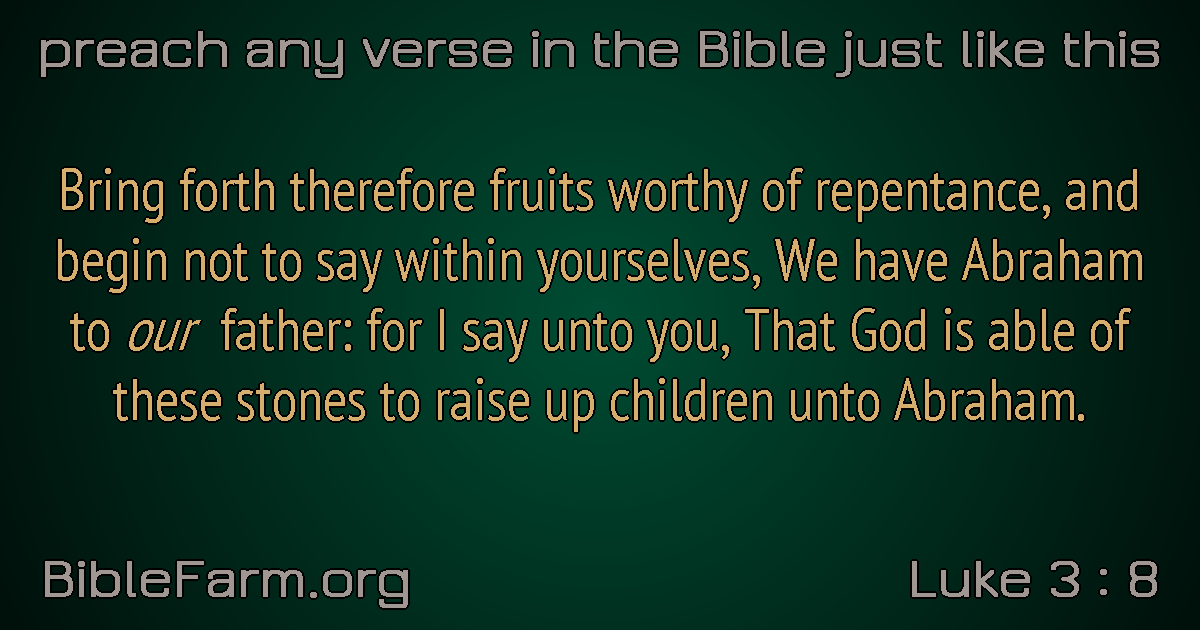 preach any verse in the Bible just like this
Bring forth therefore fruits worthy of repentance, and
begin not to say within yourselves, We have Abraham
to our father: for I say unto you, That God is able of
these stones to raise up children unto Abraham.
BibleFarm.org
Luke 3 : 8